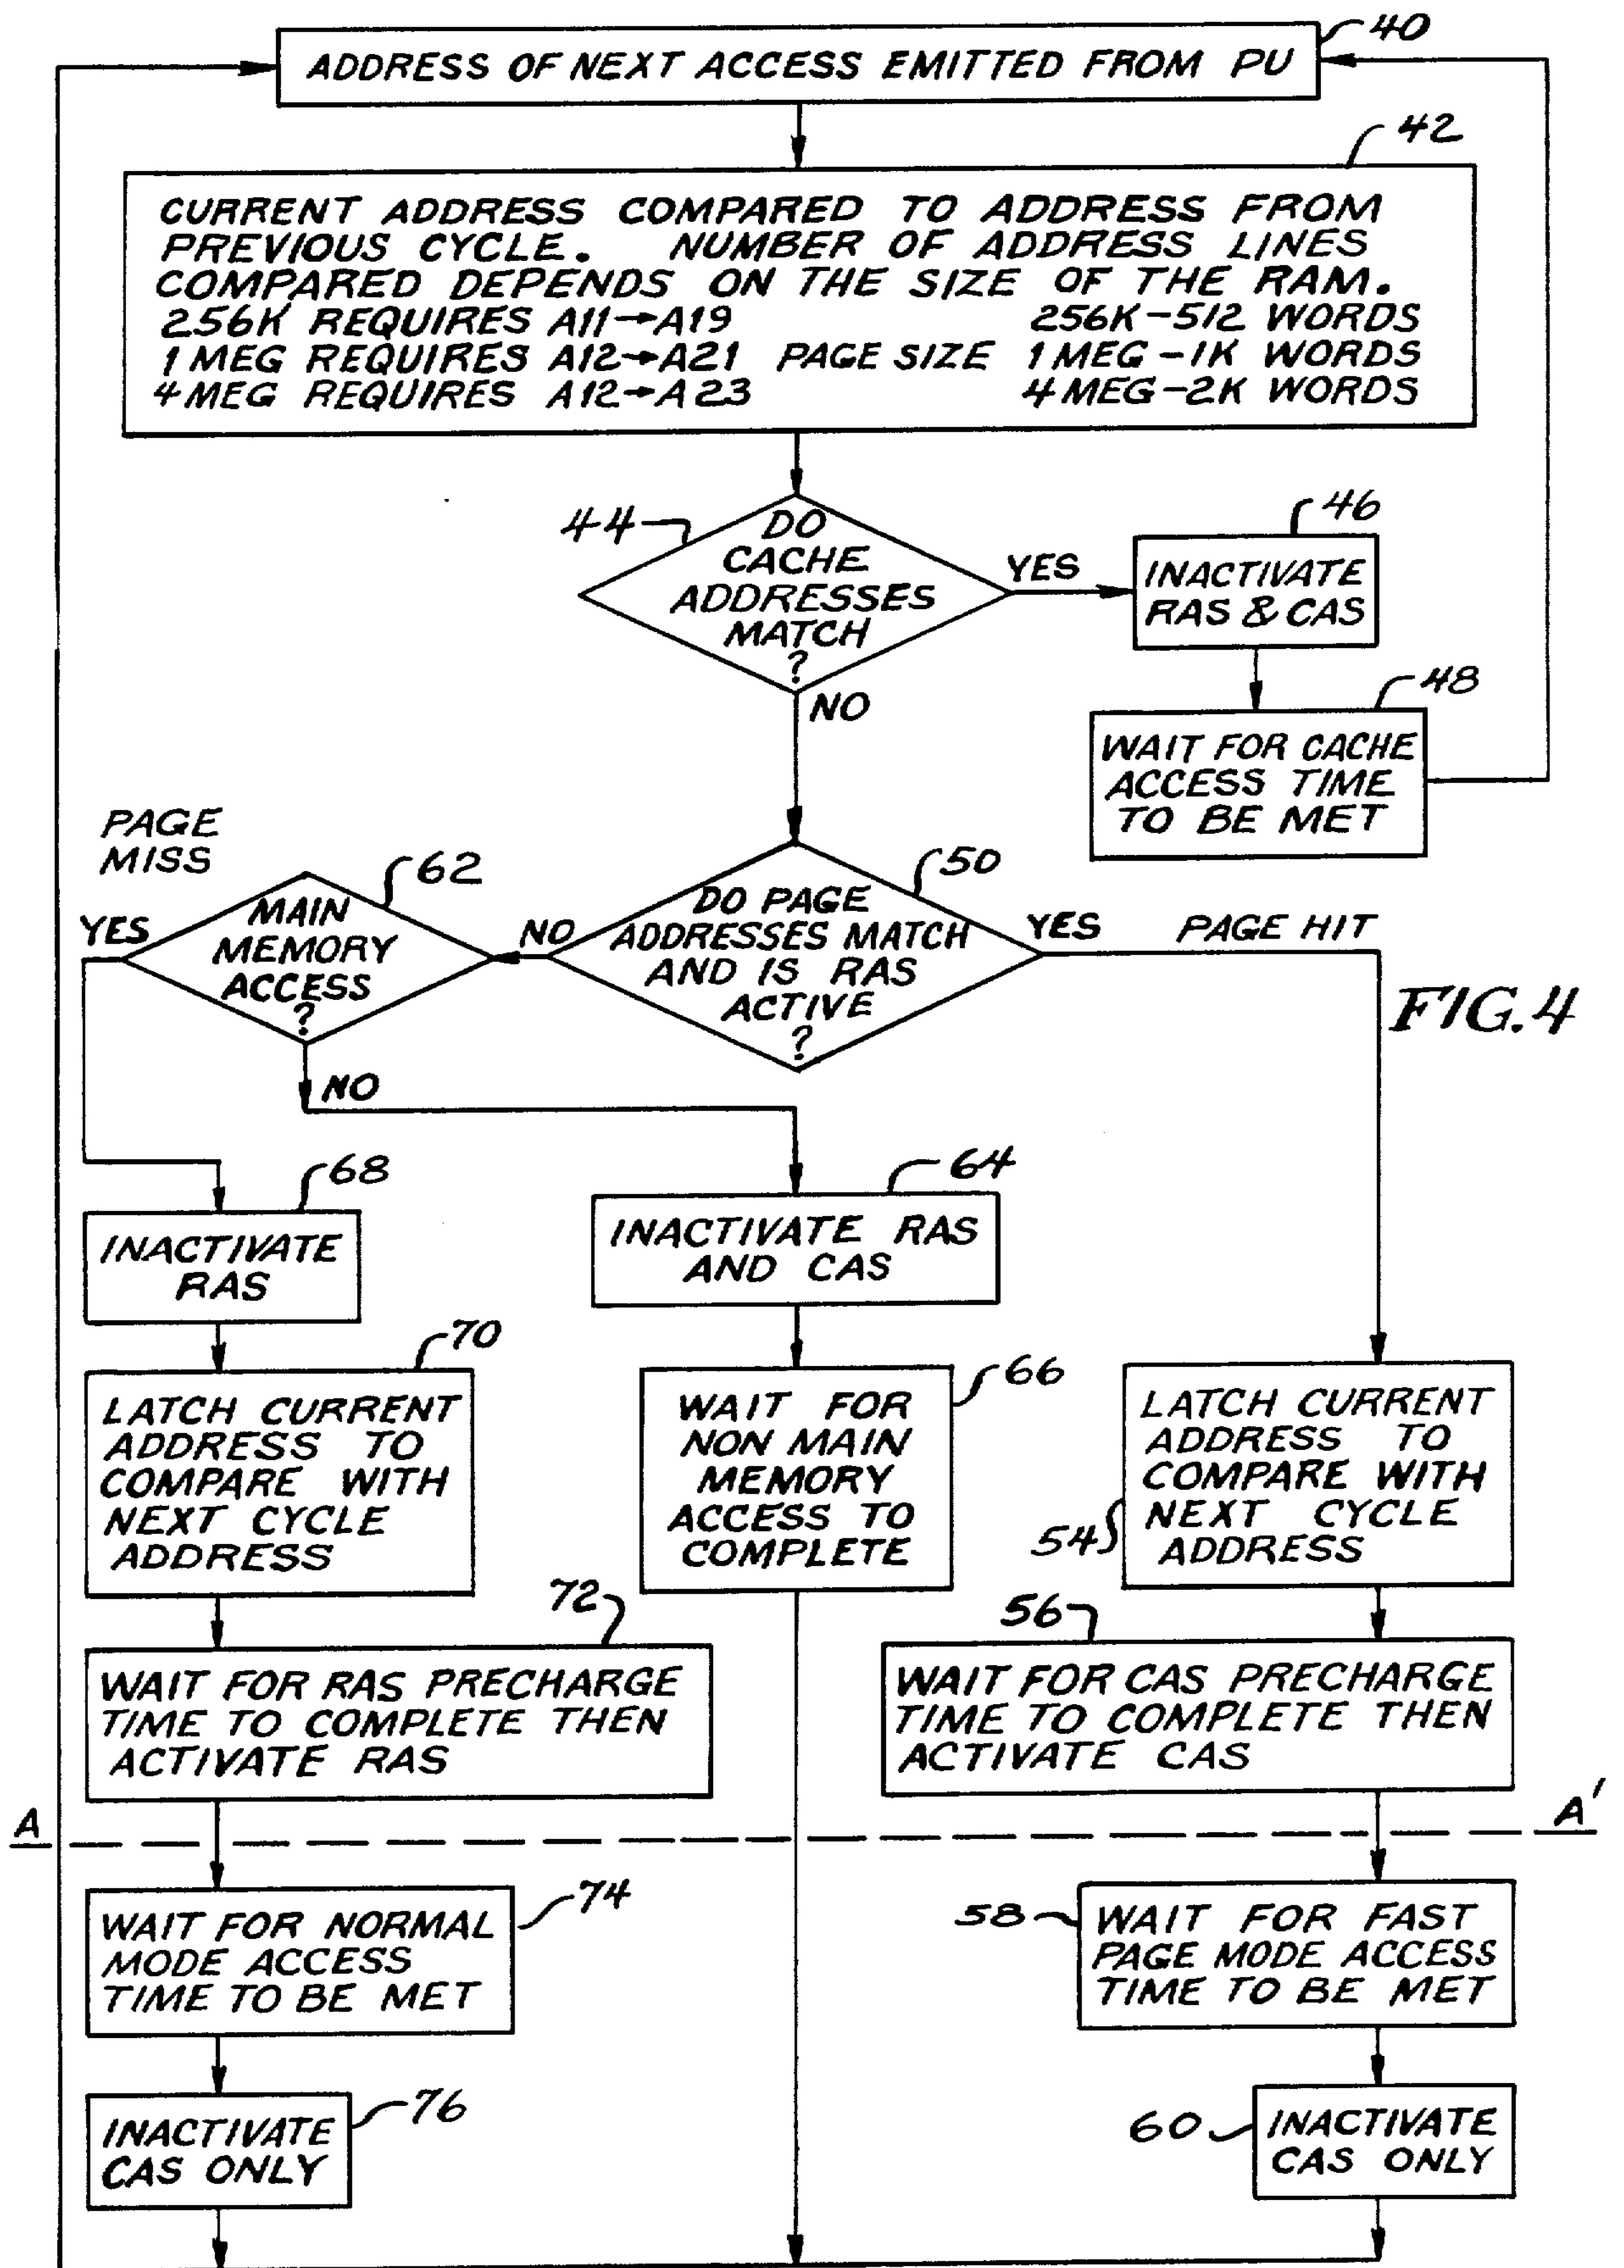 40
ADDRESS OF NEXT ACCESS EMITTED FROM PU
42
CURRENT ADDRESS COMPARED TO ADDRESS FROM
PREVIOUS CYCLE. NUMBER OF ADDRESS LINES
COMPARED DEPENDS ON THE SIZE OF THE RAM.
256K REQUIRES A11→A19 256K-512 WORDS
1 MEG REQUIRES A12→A21 PAGE SIZE 1 MEG-1K WORDS
4 MEG REQUIRES A12→A23 4 MEG-2K WORDS
44
DO
CACHE
ADDRESSES
MATCH
?
YES
NO
46
INACTIVATE
RAS & CAS
48
WAIT FOR CACHE
ACCESS TIME
TO BE MET
PAGE
MISS
62
MAIN
MEMORY
ACCESS
?
YES
NO
50
DO PAGE
ADDRESSES MATCH
AND IS RAS
ACTIVE
?
NO
YES
PAGE HIT
FIG. 4
68
INACTIVATE
RAS
64
INACTIVATE RAS
AND CAS
70
LATCH CURRENT
ADDRESS TO
COMPARE WITH
NEXT CYCLE
ADDRESS
66
WAIT FOR
NON MAIN
MEMORY
ACCESS TO
COMPLETE
54
LATCH CURRENT
ADDRESS TO
COMPARE WITH
NEXT CYCLE
ADDRESS
72
WAIT FOR RAS PRECHARGE
TIME TO COMPLETE THEN
ACTIVATE RAS
56
WAIT FOR CAS PRECHARGE
TIME TO COMPLETE THEN
ACTIVATE CAS
A
A'
74
WAIT FOR NORMAL
MODE ACCESS
TIME TO BE MET
58
WAIT FOR FAST
PAGE MODE ACCESS
TIME TO BE MET
76
INACTIVATE
CAS ONLY
60
INACTIVATE
CAS ONLY